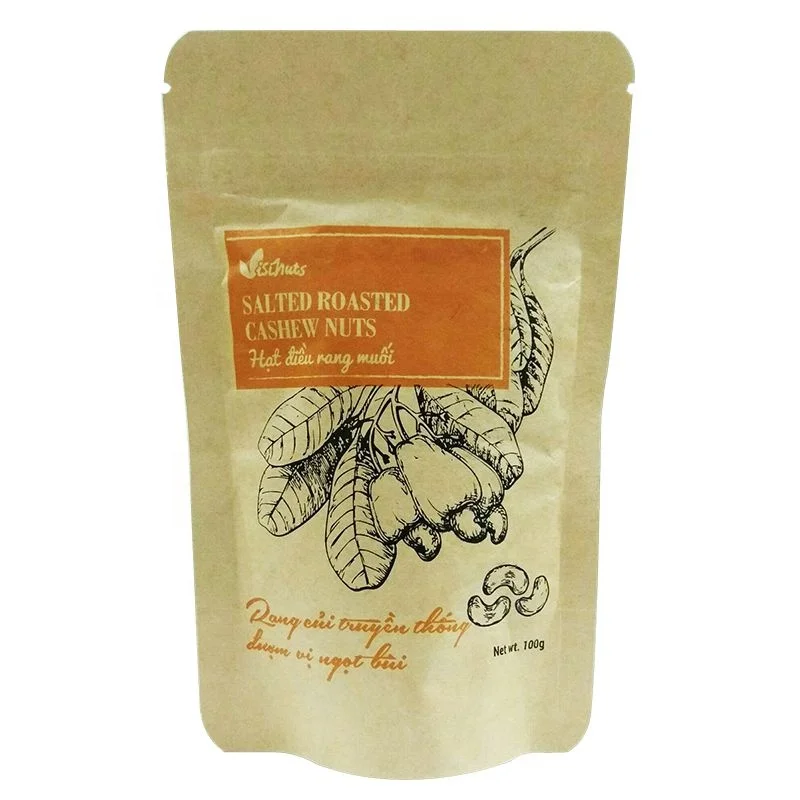 Visinuts
SALTED ROASTED
CASHEW NUTS
Hạt điều rang muối
Rang củi truyền thống
đượm vị ngọt bùi
Net wt. 100g